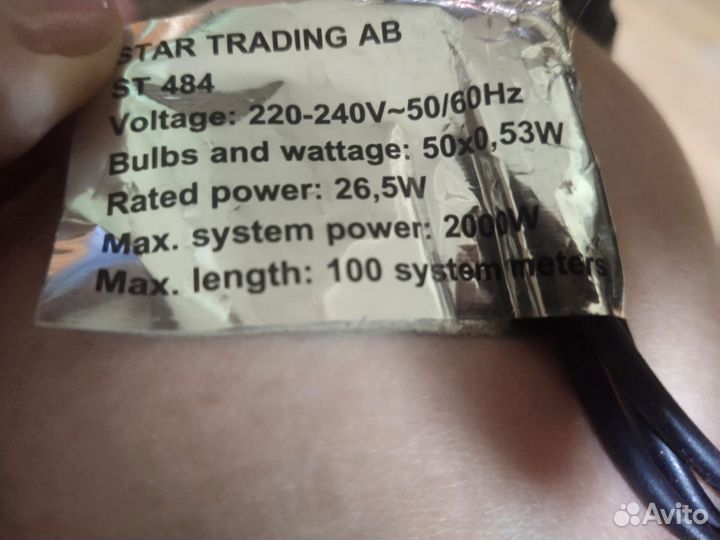 STAR TRADING AB
ST 484
Voltage: 220-240V~50/60Hz
Bulbs and wattage: 50x0,53W
Rated power: 26,5W
Max. system power: 2000W
Max. length: 100 system meters
Avito